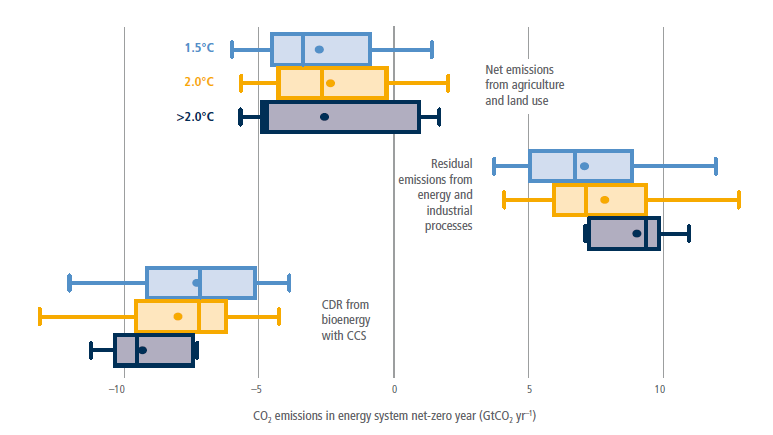 1.5°C
2.0°C
>2.0°C
Net emissions
from agriculture
and land use
Residual
emissions from
energy and
industrial
processes
CDR from
bioenergy
with CCS
−10
−5
0
5
10
CO₂ emissions in energy system net-zero year (GtCO₂ yr⁻¹)